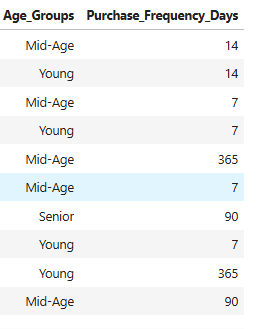 Age_Groups Purchase_Frequency_Days
Mid-Age 14
Young 14
Mid-Age 7
Young 7
Mid-Age 365
Mid-Age 7
Senior 90
Young 7
Young 365
Mid-Age 90